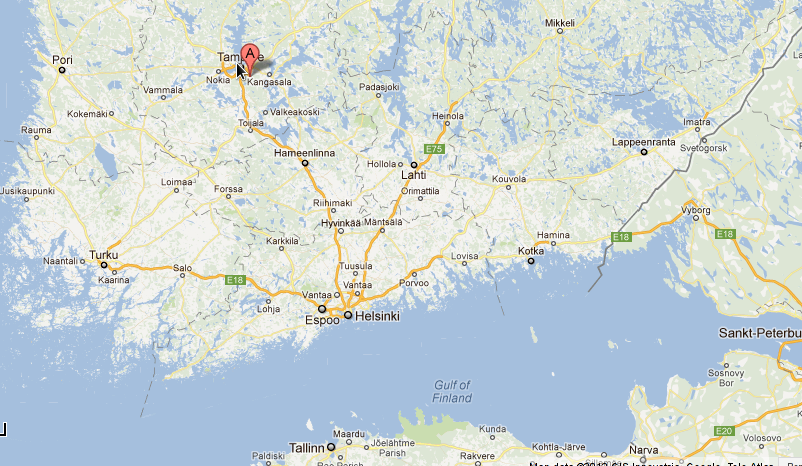 Mikkeli
Pori
Tampere
A
Nokia
Kangasala
Vammala
Padasjoki
Valkeakoski
Kokemäki
Heinola
Toijala
Imatra
Rauma
Lappeenranta
Svetogorsk
E75
Hameenlinna
Hollola
Lahti
Kouvola
Loimaa
Forssa
Orimattila
Riihimaki
Vyborg
Hyvinkää
Mäntsälä
Hamina
E18
E18
Karkkila
Kotka
Turku
Lovisa
Naantali
Tuusula
Kaarina
Salo
E18
Porvoo
Vantaa
Vantaa
Lohja
Espoo
Helsinki
Sankt-Peterbu
Sosnovy
Bor
Gulf of
Finland
E20
Kunda
Maardu
Tallinn
Jõelähtme
Parish
Kohtla-Järve
Narva
Volosovo
Paldiski
Rakvere